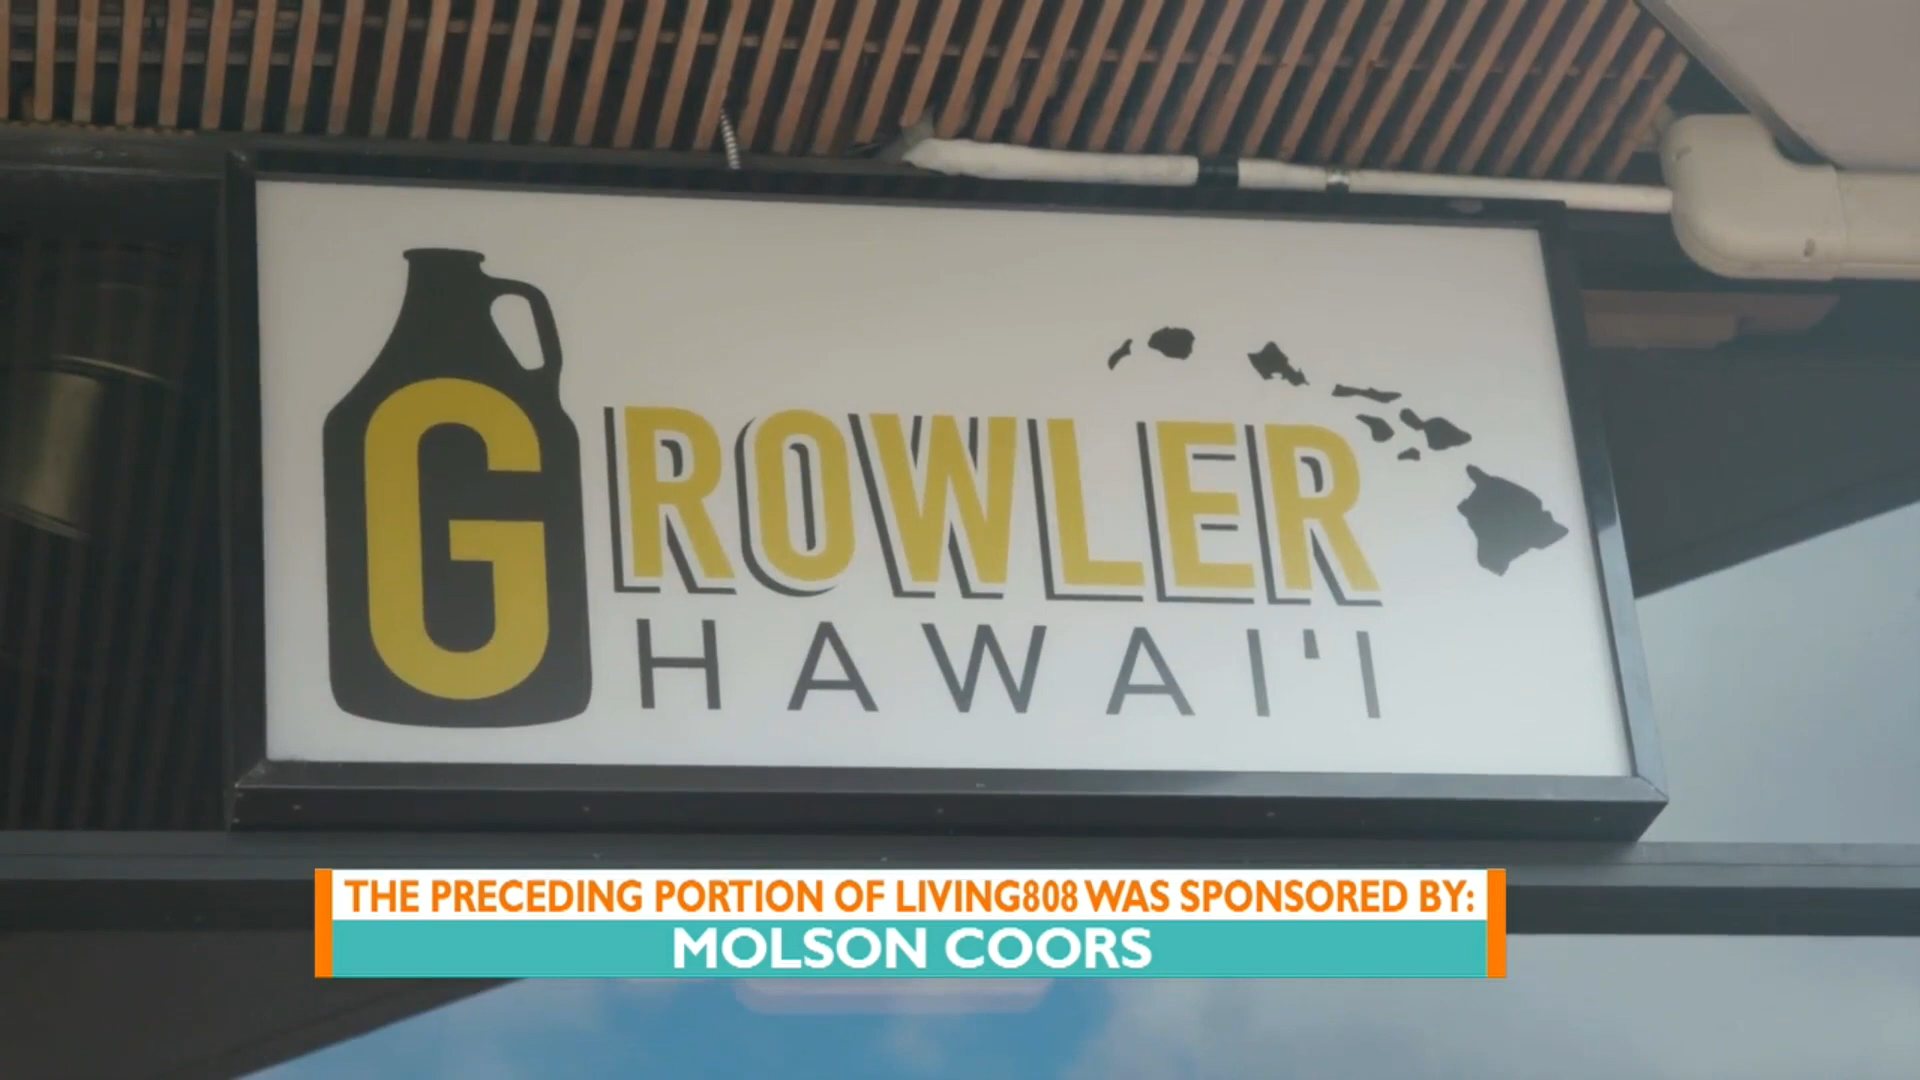 GROWLER
HAWAI'I
THE PRECEDING PORTION OF LIVING808 WAS SPONSORED BY:
MOLSON COORS